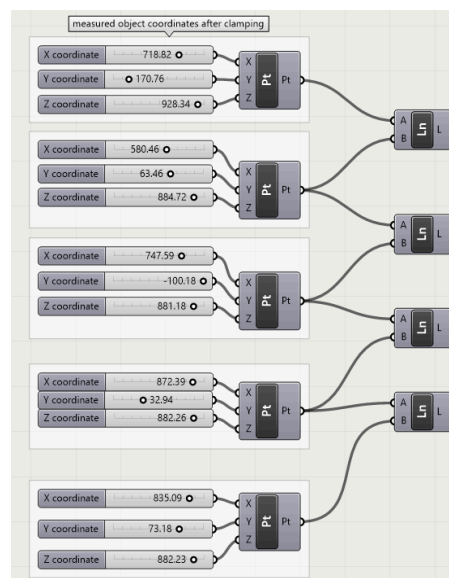 measured object coordinates after clamping
X coordinate 718.82
Y coordinate 170.76
Z coordinate 928.34
X Y Z Pt Pt
A B Ln L
X coordinate 580.46
Y coordinate 63.46
Z coordinate 884.72
X Y Z Pt Pt
A B Ln L
X coordinate 747.59
Y coordinate -100.18
Z coordinate 881.18
X Y Z Pt Pt
A B Ln L
X coordinate 872.39
Y coordinate 32.94
Z coordinate 882.26
X Y Z Pt Pt
A B Ln L
X coordinate 835.09
Y coordinate 73.18
Z coordinate 882.23
X Y Z Pt Pt